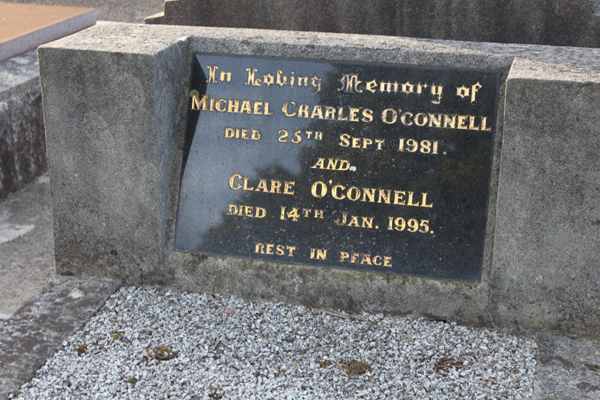 In Loving Memory of
MICHAEL CHARLES O'CONNELL
DIED 25TH SEPT 1981.
AND
CLARE O'CONNELL
DIED 14TH JAN. 1995.
REST IN PEACE